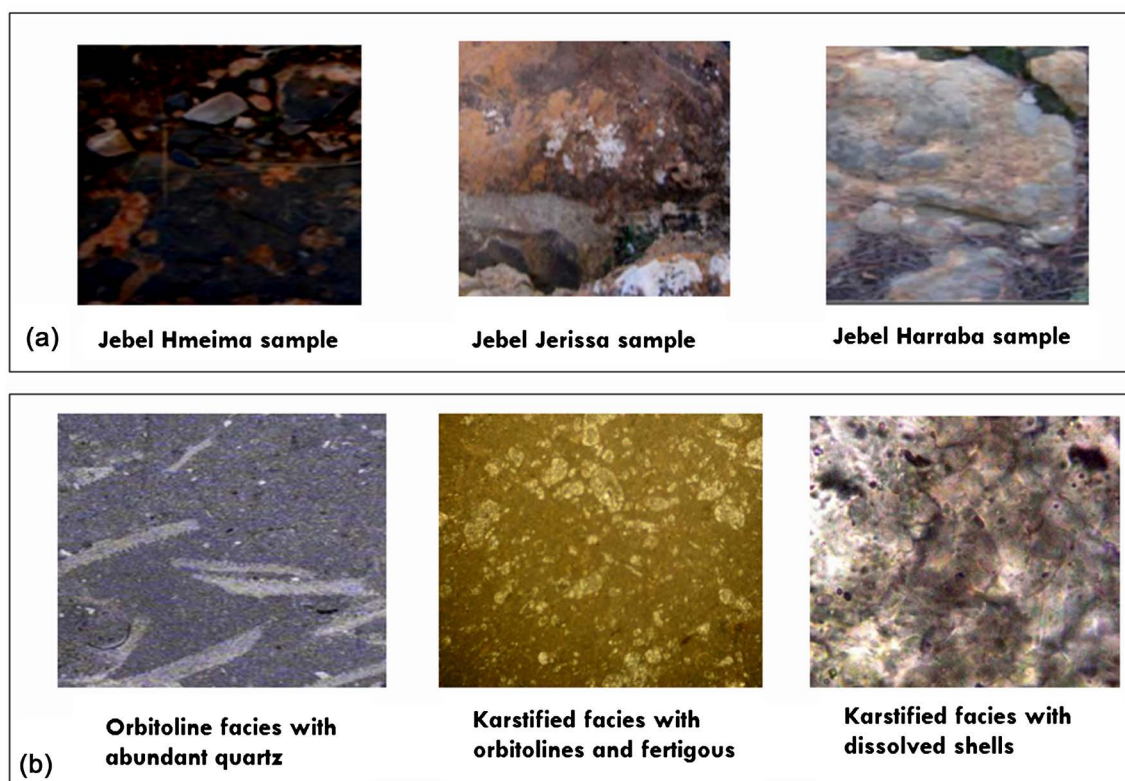 Jebel Hmeima sample
Jebel Jerissa sample
Jebel Harraba sample
(a)
Orbitoline facies with
abundant quartz
Karstified facies with
orbitolines and fertigous
Karstified facies with
dissolved shells
(b)